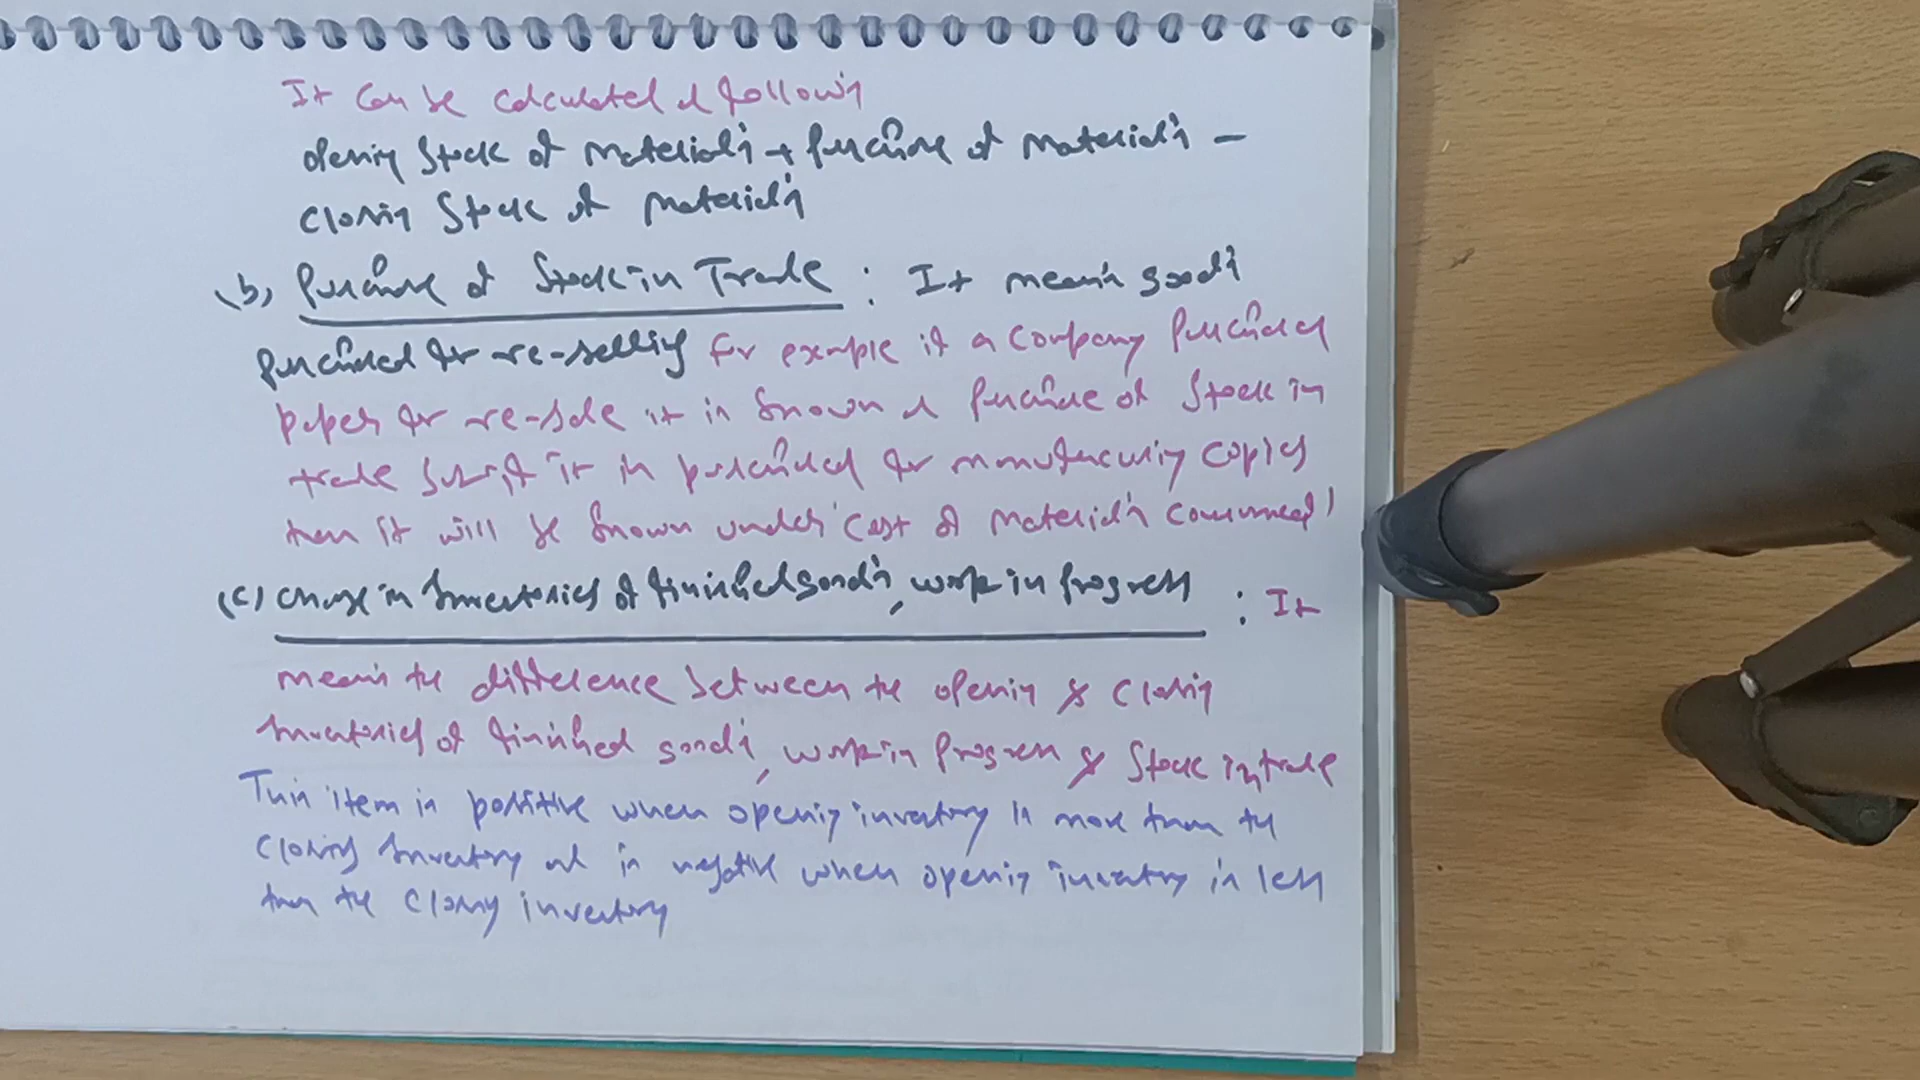 It can be calculated as follows
opening Stock of materials + purchase of materials -
closing Stock of materials
(b) Purchase of Stock in Trade : It means goods
purchased for re-selling for example if a company purchased
paper for re-sale it is known as purchase of Stock in
trade but if it is purchased for manufacturing copies
then it will be known under 'cost of materials consumed'
(c) change in Inventories of finished goods, work in progress : It
means the difference between the opening & closing
Inventories of finished goods, work in progress & Stock in trade
This item is positive when opening inventory is more than the
closing Inventory and is negative when opening inventory is less
than the closing inventory